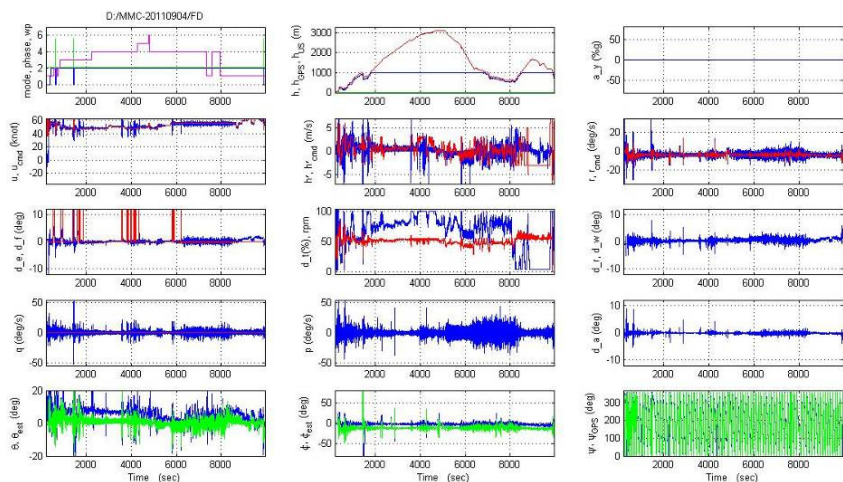 D:/MMC-20110904/FD
mode, phase, wp
6
4
2
0
2000 4000 6000 8000
h, h_GPS, h_US (m)
3000
2000
1000
0
2000 4000 6000 8000
a_y (%g)
50
0
-50
2000 4000 6000 8000
u, u_cmd (knot)
60
40
20
0
-20
2000 4000 6000 8000
h', h'_cmd (m/s)
5
0
-5
2000 4000 6000 8000
r, r_cmd (deg/s)
20
0
-20
2000 4000 6000 8000
d_e, d_f (deg)
10
0
-10
2000 4000 6000 8000
d_t(%), rpm
100
50
0
2000 4000 6000 8000
d_r, d_w (deg)
10
0
-10
2000 4000 6000 8000
q (deg/s)
50
0
-50
2000 4000 6000 8000
p (deg/s)
50
0
-50
2000 4000 6000 8000
d_a (deg)
10
0
-10
2000 4000 6000 8000
θ, θ_est (deg)
20
0
-20
2000 4000 6000 8000
Time (sec)
ϕ, ϕ_est (deg)
50
0
-50
2000 4000 6000 8000
Time (sec)
ψ, ψ_GPS (deg)
300
200
100
0
2000 4000 6000 8000
Time (sec)